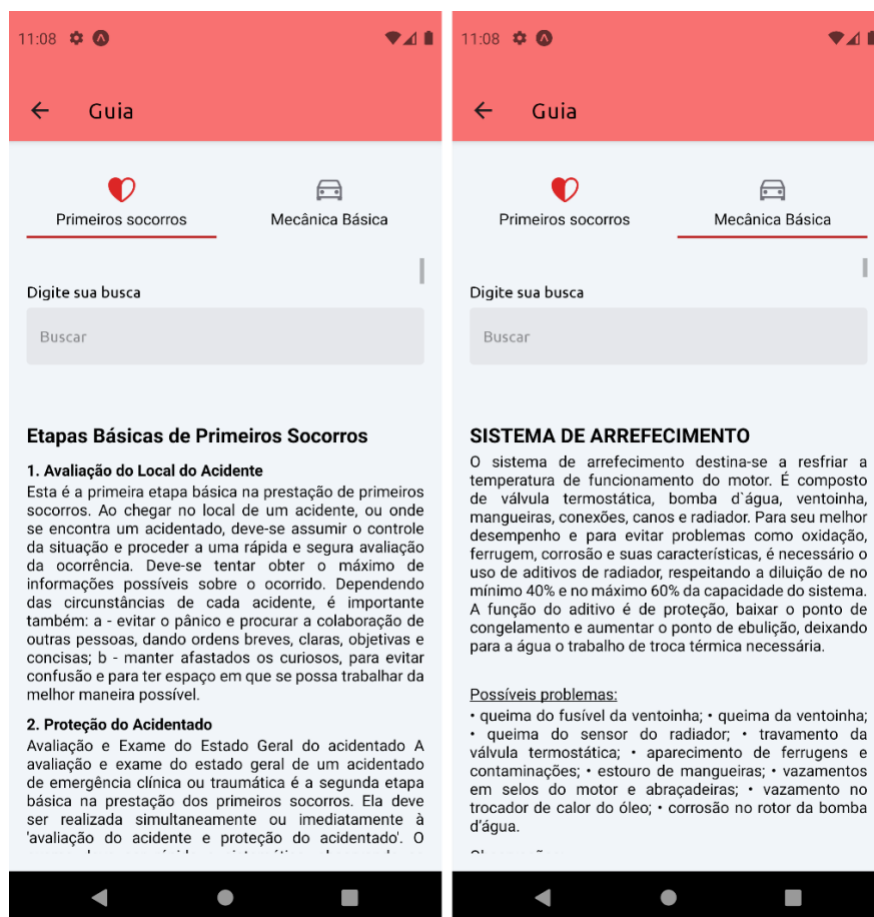 11:08
Guia
Primeiros socorros
Mecânica Básica
Digite sua busca
Buscar
Etapas Básicas de Primeiros Socorros
1. Avaliação do Local do Acidente
Esta é a primeira etapa básica na prestação de primeiros
socorros. Ao chegar no local de um acidente, ou onde
se encontra um acidentado, deve-se assumir o controle
da situação e proceder a uma rápida e segura avaliação
da ocorrência. Deve-se tentar obter o máximo de
informações possíveis sobre o ocorrido. Dependendo
das circunstâncias de cada acidente, é importante
também: a - evitar o pânico e procurar a colaboração de
outras pessoas, dando ordens breves, claras, objetivas e
concisas; b - manter afastados os curiosos, para evitar
confusão e para ter espaço em que se possa trabalhar da
melhor maneira possível.
2. Proteção do Acidentado
Avaliação e Exame do Estado Geral do acidentado A
avaliação e exame do estado geral de um acidentado
de emergência clínica ou traumática é a segunda etapa
básica na prestação dos primeiros socorros. Ela deve
ser realizada simultaneamente ou imediatamente à
'avaliação do acidente e proteção do acidentado'. O
11:08
Guia
Primeiros socorros
Mecânica Básica
Digite sua busca
Buscar
SISTEMA DE ARREFECIMENTO
O sistema de arrefecimento destina-se a resfriar a
temperatura de funcionamento do motor. É composto
de válvula termostática, bomba d`água, ventoinha,
mangueiras, conexões, canos e radiador. Para seu melhor
desempenho e para evitar problemas como oxidação,
ferrugem, corrosão e suas características, é necessário o
uso de aditivos de radiador, respeitando a diluição de no
mínimo 40% e no máximo 60% da capacidade do sistema.
A função do aditivo é de proteção, baixar o ponto de
congelamento e aumentar o ponto de ebulição, deixando
para a água o trabalho de troca térmica necessária.
Possíveis problemas:
• queima do fusível da ventoinha; • queima da ventoinha;
• queima do sensor do radiador; • travamento da
válvula termostática; • aparecimento de ferrugens e
contaminações; • estouro de mangueiras; • vazamentos
em selos do motor e abraçadeiras; • vazamento no
trocador de calor do óleo; • corrosão no rotor da bomba
d'água.